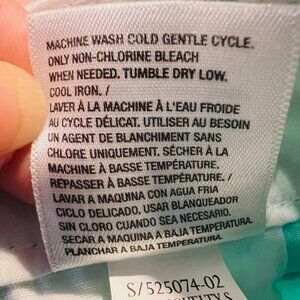 MACHINE WASH COLD GENTLE CYCLE.
ONLY NON-CHLORINE BLEACH
WHEN NEEDED. TUMBLE DRY LOW.
COOL IRON. /
LAVER À LA MACHINE À L'EAU FROIDE
AU CYCLE DÉLICAT. UTILISER AU BESOIN
UN AGENT DE BLANCHIMENT SANS
CHLORE UNIQUEMENT. SÉCHER À LA
MACHINE À BASSE TEMPÉRATURE.
REPASSER À BASSE TEMPÉRATURE. /
LAVAR A MAQUINA CON AGUA FRIA
CICLO DELICADO. USAR BLANQUEADOR
SIN CLORO CUANDO SEA NECESARIO.
SECAR A MAQUINA A BAJA TEMPERATURA.
PLANCHAR A BAJA TEMPERATURA.
S/525074-02